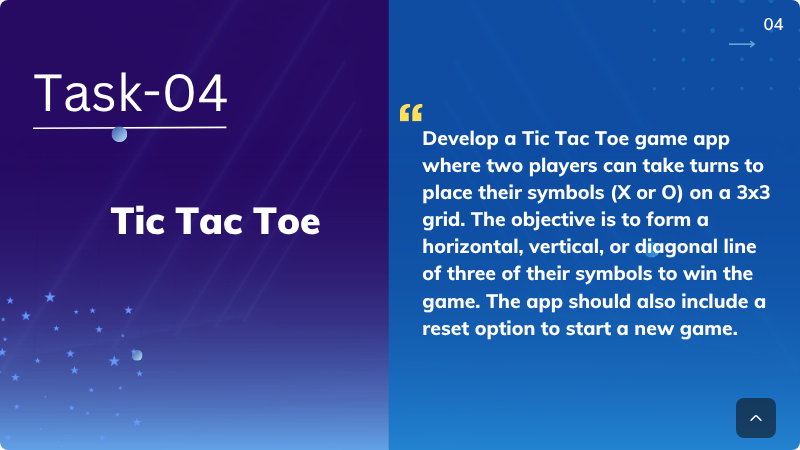 04
Task-04
Tic Tac Toe
“
Develop a Tic Tac Toe game app
where two players can take turns to
place their symbols (X or O) on a 3x3
grid. The objective is to form a
horizontal, vertical, or diagonal line
of three of their symbols to win the
game. The app should also include a
reset option to start a new game.